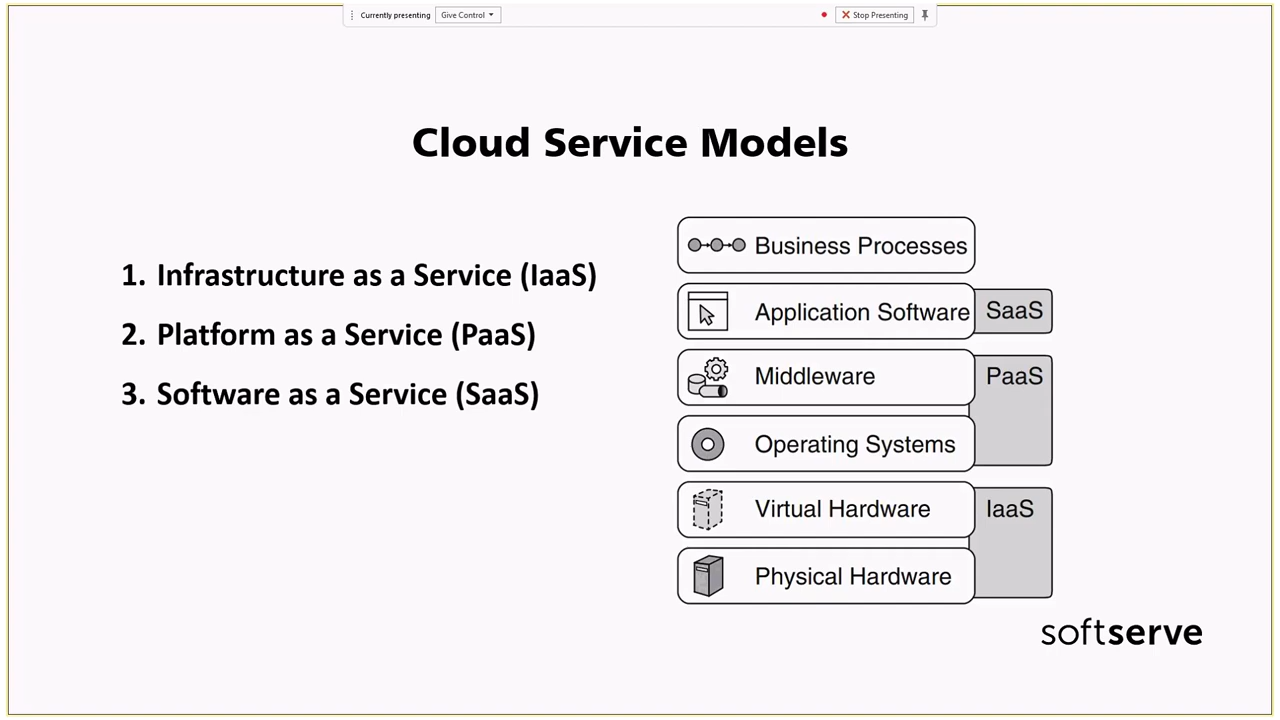 Currently presenting Give Control Stop Presenting
Cloud Service Models
1. Infrastructure as a Service (IaaS)
2. Platform as a Service (PaaS)
3. Software as a Service (SaaS)
Business Processes
Application Software SaaS
Middleware PaaS
Operating Systems
Virtual Hardware IaaS
Physical Hardware
softserve